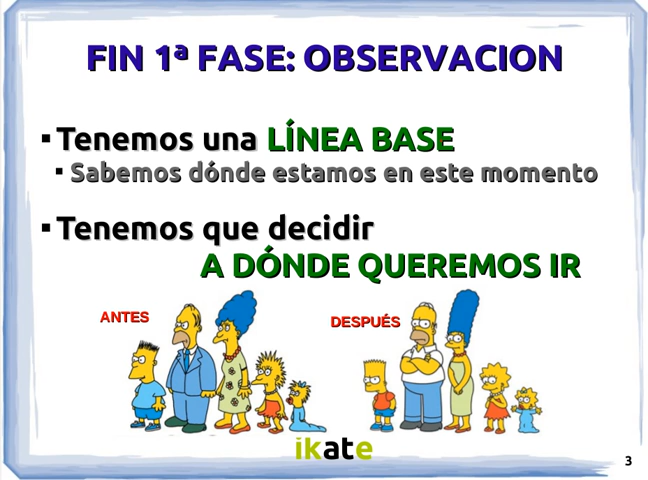 FIN 1ª FASE: OBSERVACION
▪ Tenemos una LÍNEA BASE
▪ Sabemos dónde estamos en este momento
▪ Tenemos que decidir
A DÓNDE QUEREMOS IR
ANTES
DESPUÉS
ikate
3